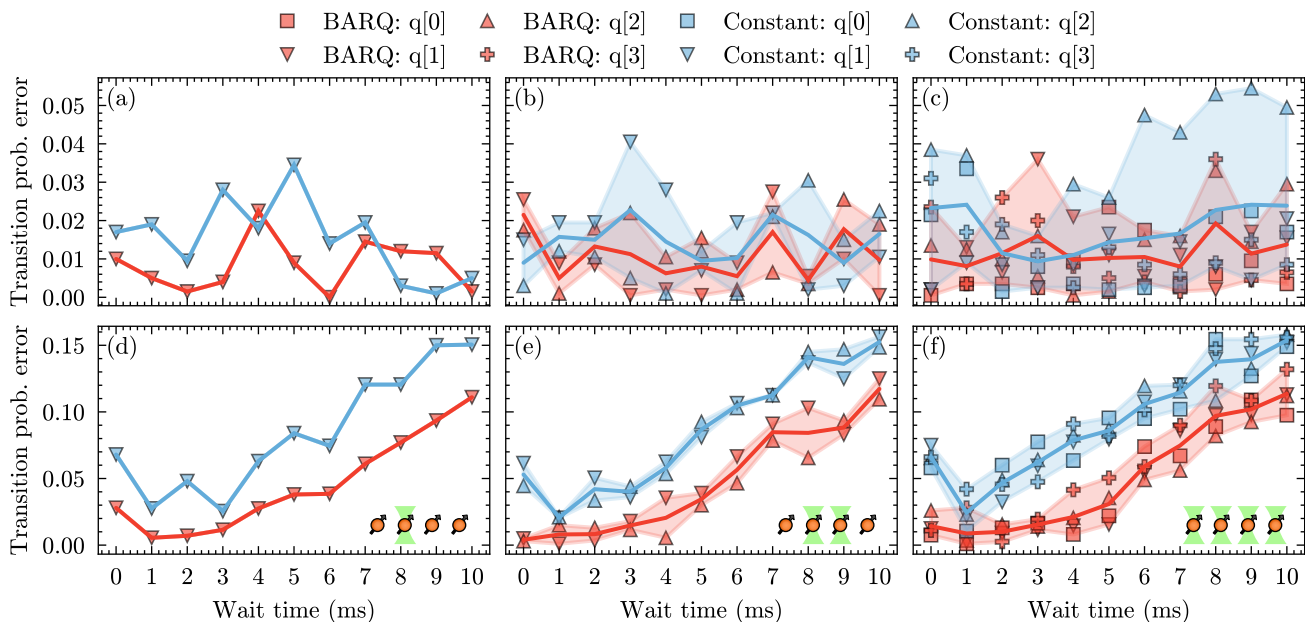 BARQ: q[0] BARQ: q[2] Constant: q[0] Constant: q[2]
BARQ: q[1] BARQ: q[3] Constant: q[1] Constant: q[3]
Transition prob. error
0.05
0.04
0.03
0.02
0.01
0.00
(a)
(b)
(c)
Transition prob. error
0.15
0.10
0.05
0.00
(d)
(e)
(f)
0 1 2 3 4 5 6 7 8 9 10
0 1 2 3 4 5 6 7 8 9 10
0 1 2 3 4 5 6 7 8 9 10
Wait time (ms)
Wait time (ms)
Wait time (ms)